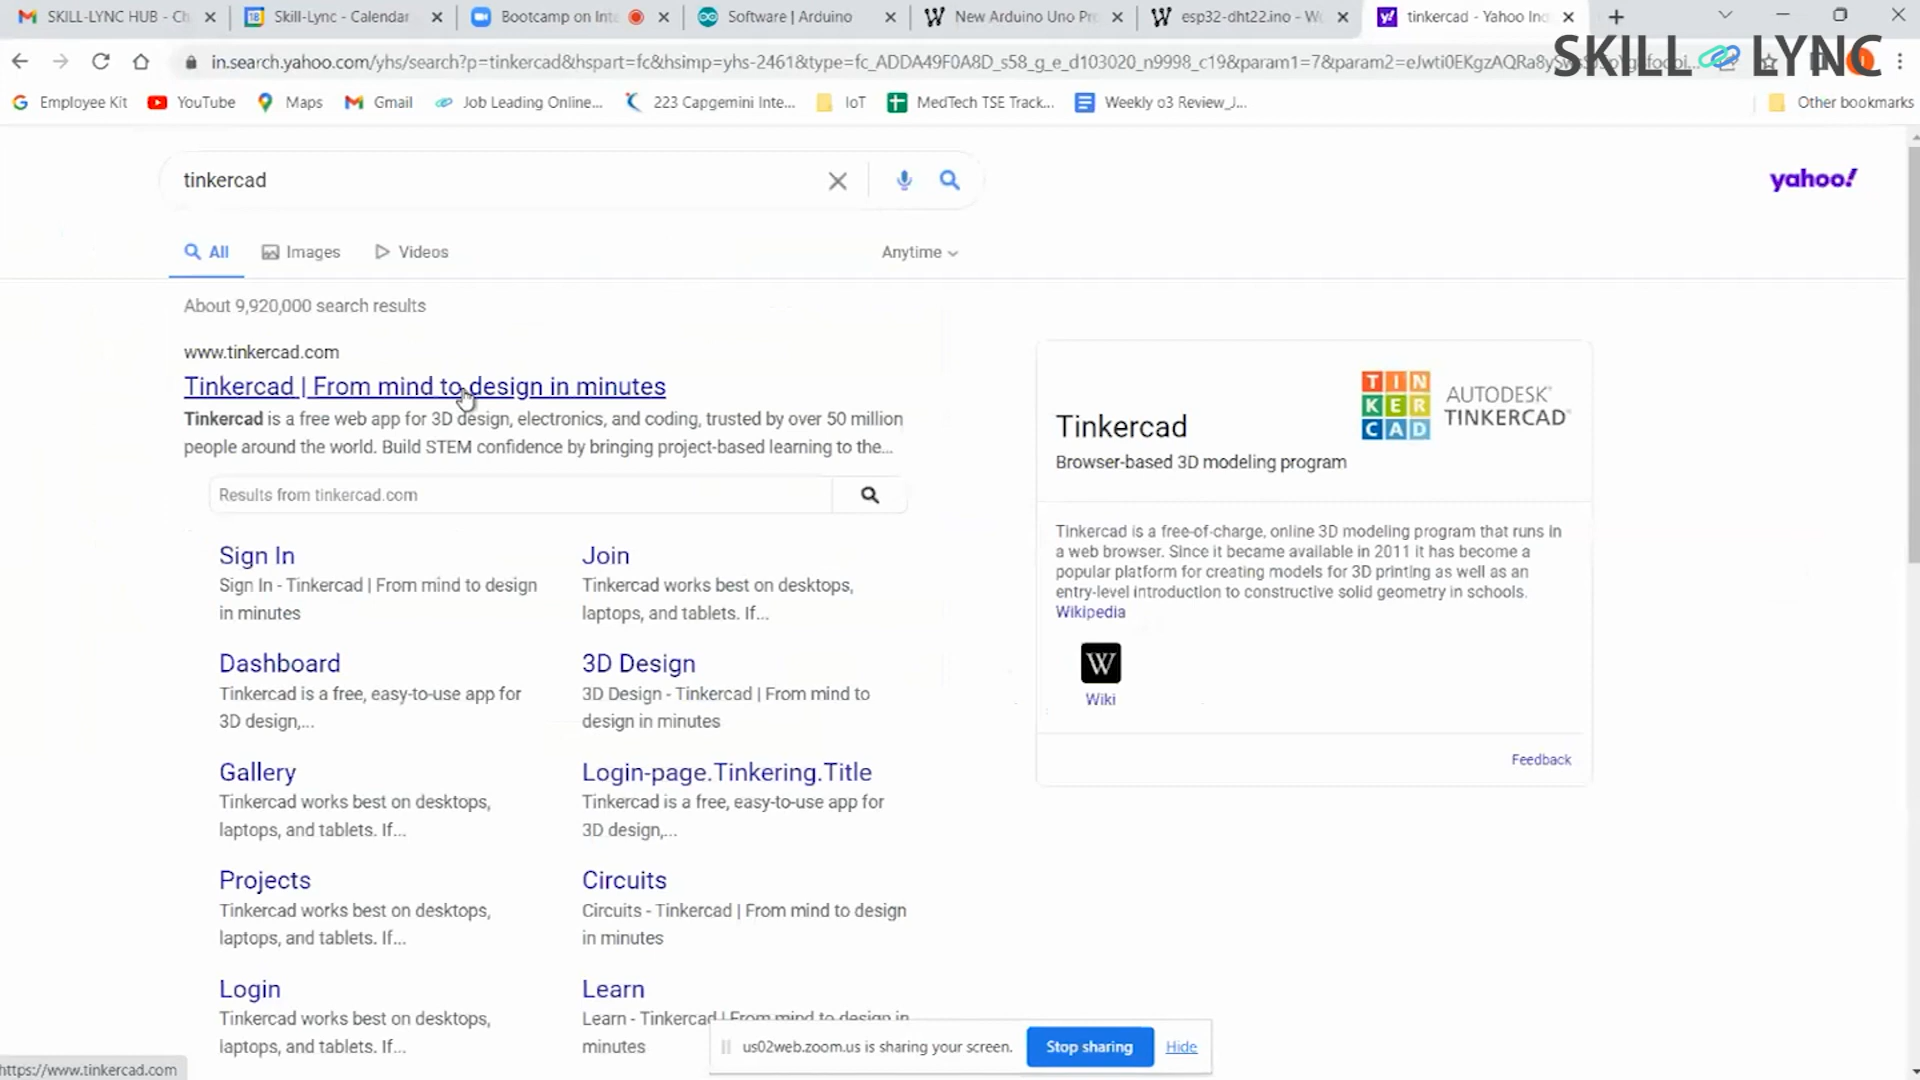 SKILL-LYNC HUB - Ch
Skill-Lync - Calendar
Bootcamp on Inte
Software | Arduino
New Arduino Uno Pro
esp32-dht22.ino - Wo
tinkercad - Yahoo Ind
SKILL LYNC
Employee Kit
YouTube
Maps
Gmail
Job Leading Online...
223 Capgemini Inte...
IoT
MedTech TSE Track...
Weekly o3 Review_J...
Other bookmarks
tinkercad
yahoo!
All
Images
Videos
Anytime
About 9,920,000 search results
www.tinkercad.com
Tinkercad | From mind to design in minutes
Tinkercad is a free web app for 3D design, electronics, and coding, trusted by over 50 million
people around the world. Build STEM confidence by bringing project-based learning to the...
Results from tinkercad.com
Sign In
Sign In - Tinkercad | From mind to design
in minutes
Join
Tinkercad works best on desktops,
laptops, and tablets. If...
Dashboard
Tinkercad is a free, easy-to-use app for
3D design,...
3D Design
3D Design - Tinkercad | From mind to
design in minutes
Gallery
Tinkercad works best on desktops,
laptops, and tablets. If...
Login-page.Tinkering.Title
Tinkercad is a free, easy-to-use app for
3D design,...
Projects
Tinkercad works best on desktops,
laptops, and tablets. If...
Circuits
Circuits - Tinkercad | From mind to design
in minutes
Login
Tinkercad works best on desktops,
laptops, and tablets. If...
Learn
Learn - Tinkercad | From mind to design in
minutes
TIN
KER
CAD
AUTODESK®
TINKERCAD®
Tinkercad
Browser-based 3D modeling program
Tinkercad is a free-of-charge, online 3D modeling program that runs in
a web browser. Since it became available in 2011 it has become a
popular platform for creating models for 3D printing as well as an
entry-level introduction to constructive solid geometry in schools.
Wikipedia
W
Wiki
Feedback
us02web.zoom.us is sharing your screen.
Stop sharing
Hide
https://www.tinkercad.com